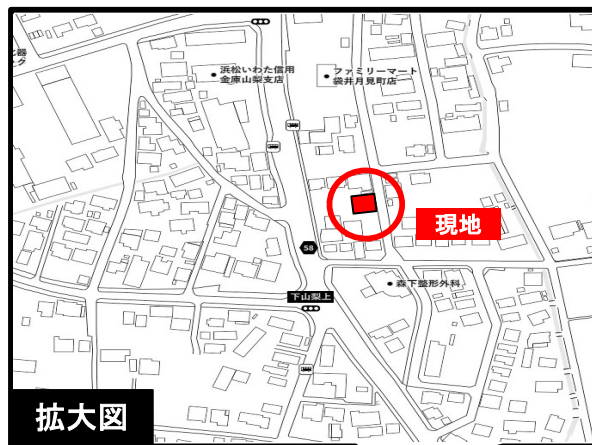 浜松いわた信用
金庫山梨支店
ファミリーマート
袋井月見町店
現地
58
森下整形外科
下山梨上
拡大図